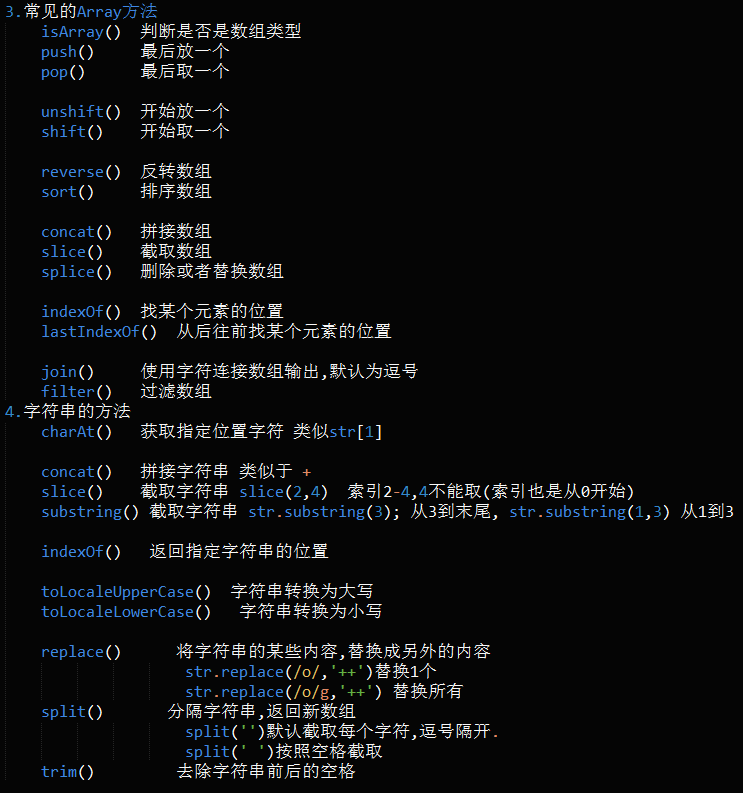 3.常见的Array方法
isArray() 判断是否是数组类型
push() 最后放一个
pop() 最后取一个
unshift() 开始放一个
shift() 开始取一个
reverse() 反转数组
sort() 排序数组
concat() 拼接数组
slice() 截取数组
splice() 删除或者替换数组
indexOf() 找某个元素的位置
lastIndexOf() 从后往前找某个元素的位置
join() 使用字符连接数组输出,默认为逗号
filter() 过滤数组
4.字符串的方法
charAt() 获取指定位置字符 类似str[1]
concat() 拼接字符串 类似于 +
slice() 截取字符串 slice(2,4) 索引2-4,4不能取(索引也是从0开始)
substring() 截取字符串 str.substring(3); 从3到末尾, str.substring(1,3) 从1到3
indexOf() 返回指定字符串的位置
toLocaleUpperCase() 字符串转换为大写
toLocaleLowerCase() 字符串转换为小写
replace() 将字符串的某些内容,替换成另外的内容
str.replace(/o/,'++')替换1个
str.replace(/o/g,'++') 替换所有
split() 分隔字符串,返回新数组
split('')默认截取每个字符,逗号隔开.
split(' ')按照空格截取
trim() 去除字符串前后的空格